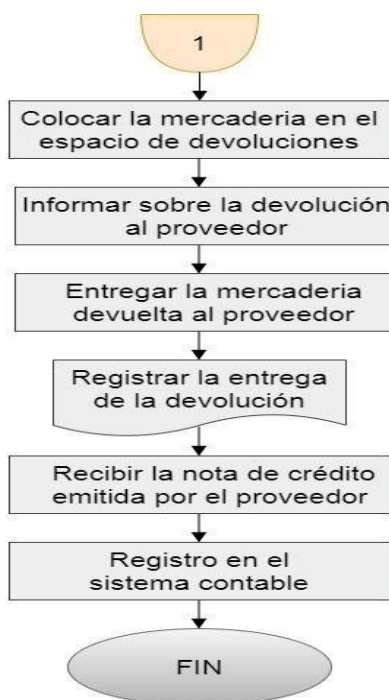 1
Colocar la mercaderia en el
espacio de devoluciones
Informar sobre la devolución
al proveedor
Entregar la mercaderia
devuelta al proveedor
Registrar la entrega
de la devolución
Recibir la nota de crédito
emitida por el proveedor
Registro en el
sistema contable
FIN